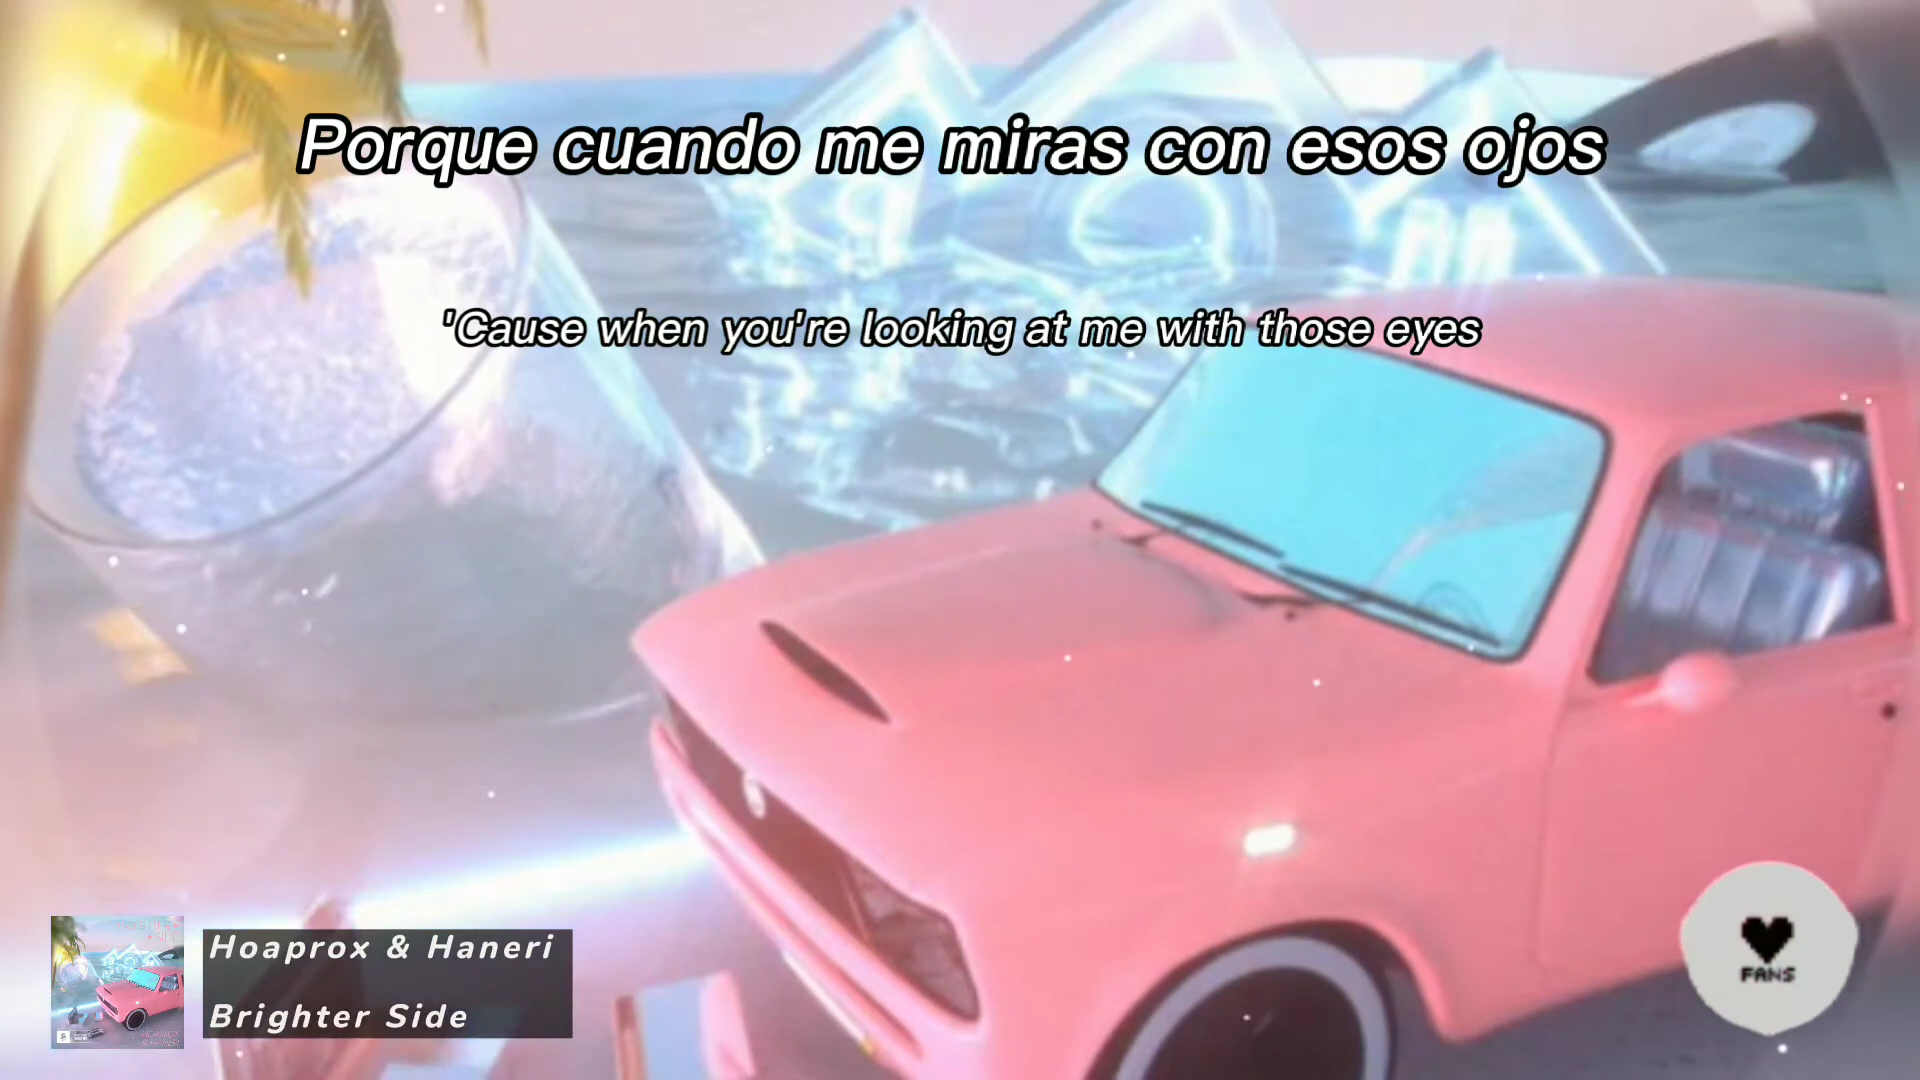 Porque cuando me miras con esos ojos
'Cause when you're looking at me with those eyes
Hoaprox & Haneri
Brighter Side
FANS